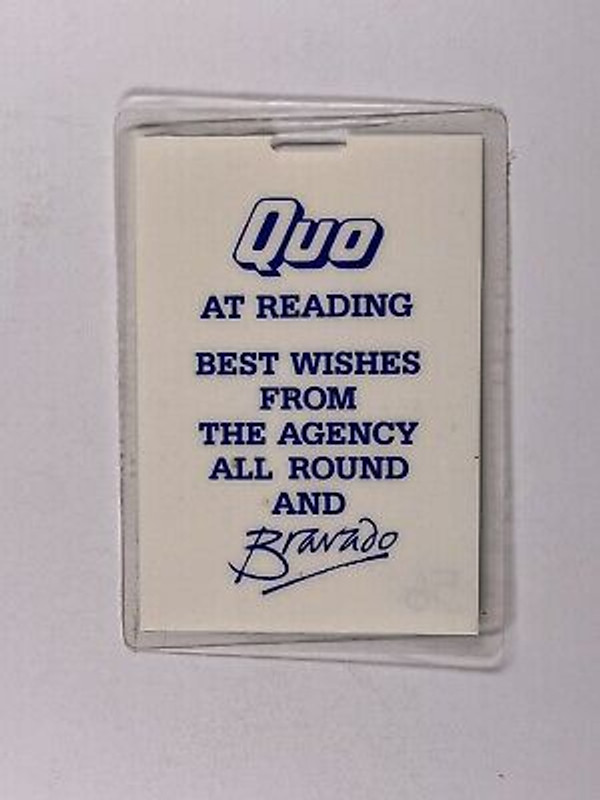 Quo
AT READING
BEST WISHES
FROM
THE AGENCY
ALL ROUND
AND
Bravado